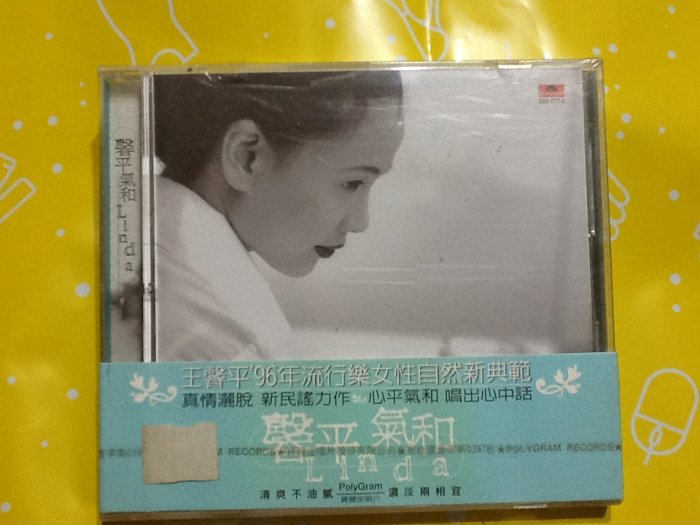 馨平氣和
Linda
王馨平'96年流行樂女性自然新典範
真情灑脫 新民謠力作 心平氣和 唱出心中話
馨平氣和
RECORDS★ ★POLYGRAM RECORDS★
Linda
清爽不油膩 PolyGram 濃淡兩相宜